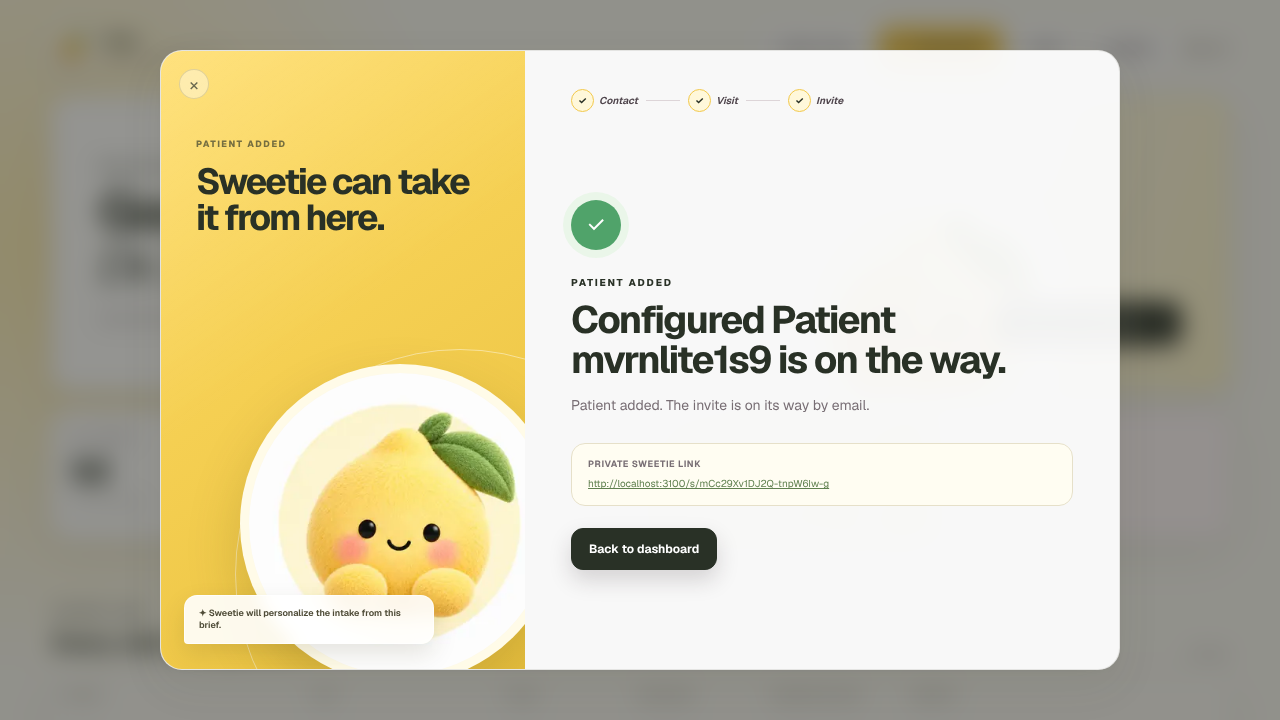 PATIENT ADDED
Sweetie can take
it from here.
✦ Sweetie will personalize the intake from this
brief.
Contact
Visit
Invite
PATIENT ADDED
Configured Patient
mvrnlite1s9 is on the way.
Patient added. The invite is on its way by email.
PRIVATE SWEETIE LINK
http://localhost:3100/s/mCc29Xv1DJ2Q-tnpW6Iw-g
Back to dashboard